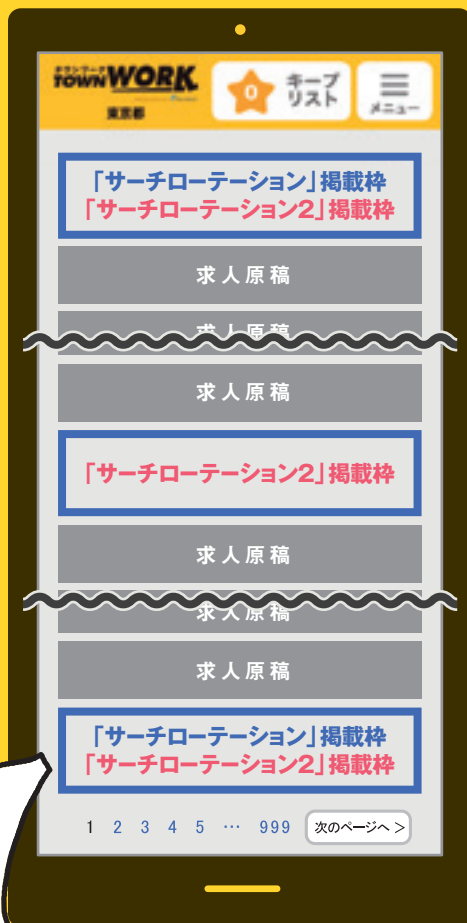 タウンワーク
TOWNWORK
東京都
0
キープ
リスト
メニュー
「サーチローテーション」掲載枠
「サーチローテーション2」掲載枠
求人原稿
求人原稿
求人原稿
「サーチローテーション2」掲載枠
求人原稿
求人原稿
求人原稿
「サーチローテーション」掲載枠
「サーチローテーション2」掲載枠
1 2 3 4 5 … 999 次のページへ >